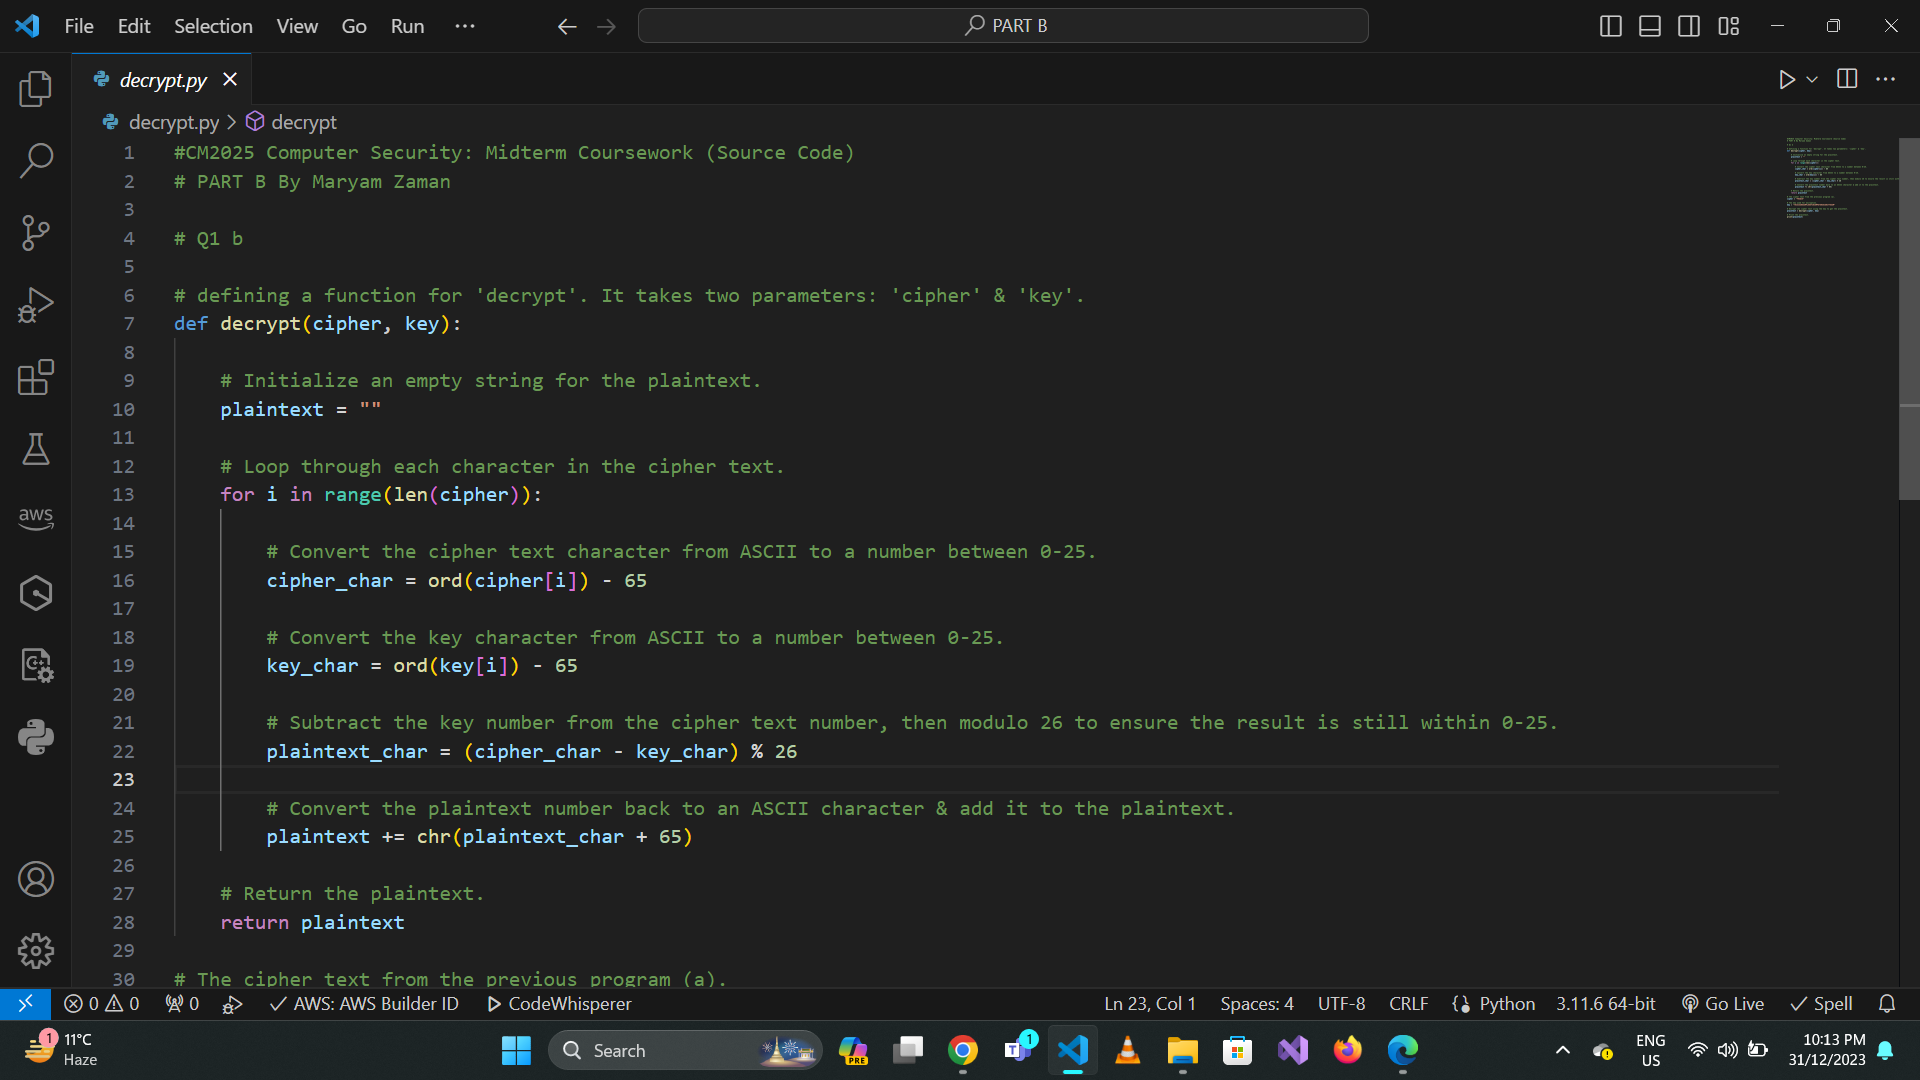 File Edit Selection View Go Run ··· PART B
decrypt.py
decrypt.py > decrypt
1 #CM2025 Computer Security: Midterm Coursework (Source Code)
2 # PART B By Maryam Zaman
3
4 # Q1 b
5
6 # defining a function for 'decrypt'. It takes two parameters: 'cipher' & 'key'.
7 def decrypt(cipher, key):
8
9 # Initialize an empty string for the plaintext.
10 plaintext = ""
11
12 # Loop through each character in the cipher text.
13 for i in range(len(cipher)):
14
15 # Convert the cipher text character from ASCII to a number between 0-25.
16 cipher_char = ord(cipher[i]) - 65
17
18 # Convert the key character from ASCII to a number between 0-25.
19 key_char = ord(key[i]) - 65
20
21 # Subtract the key number from the cipher text number, then modulo 26 to ensure the result is still within 0-25.
22 plaintext_char = (cipher_char - key_char) % 26
23
24 # Convert the plaintext number back to an ASCII character & add it to the plaintext.
25 plaintext += chr(plaintext_char + 65)
26
27 # Return the plaintext.
28 return plaintext
29
30 # The cipher text from the previous program (a).
aws
0 0 0 AWS: AWS Builder ID CodeWhisperer Ln 23, Col 1 Spaces: 4 UTF-8 CRLF {} Python 3.11.6 64-bit Go Live Spell
1 11°C
Haze
Search
PRE
1
ENG
US
10:13 PM
31/12/2023